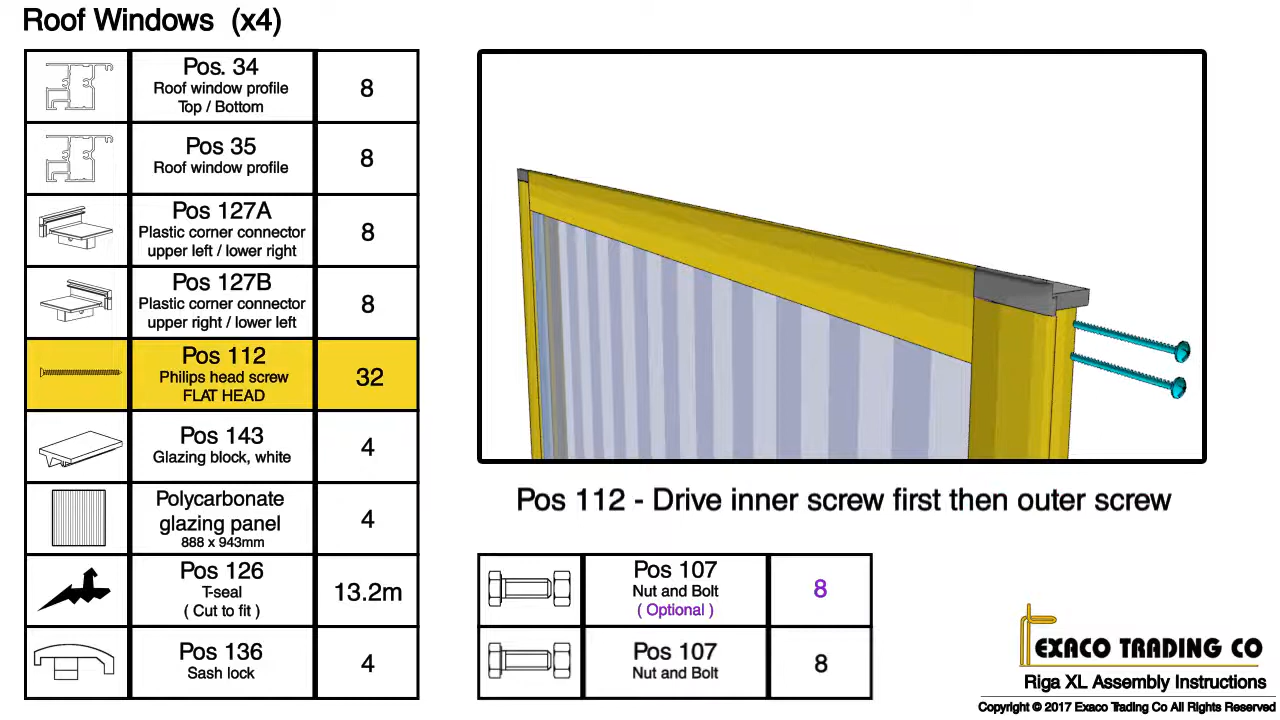 Roof Windows (x4)
Pos. 34
Roof window profile
Top / Bottom
8
Pos 35
Roof window profile
8
Pos 127A
Plastic corner connector
upper left / lower right
8
Pos 127B
Plastic corner connector
upper right / lower left
8
Pos 112
Philips head screw
FLAT HEAD
32
Pos 143
Glazing block, white
4
Polycarbonate
glazing panel
888 x 943mm
4
Pos 126
T-seal
( Cut to fit )
13.2m
Pos 136
Sash lock
4
Pos 112 - Drive inner screw first then outer screw
Pos 107
Nut and Bolt
( Optional )
8
Pos 107
Nut and Bolt
8
EXACO TRADING CO
Riga XL Assembly Instructions
Copyright © 2017 Exaco Trading Co All Rights Reserved